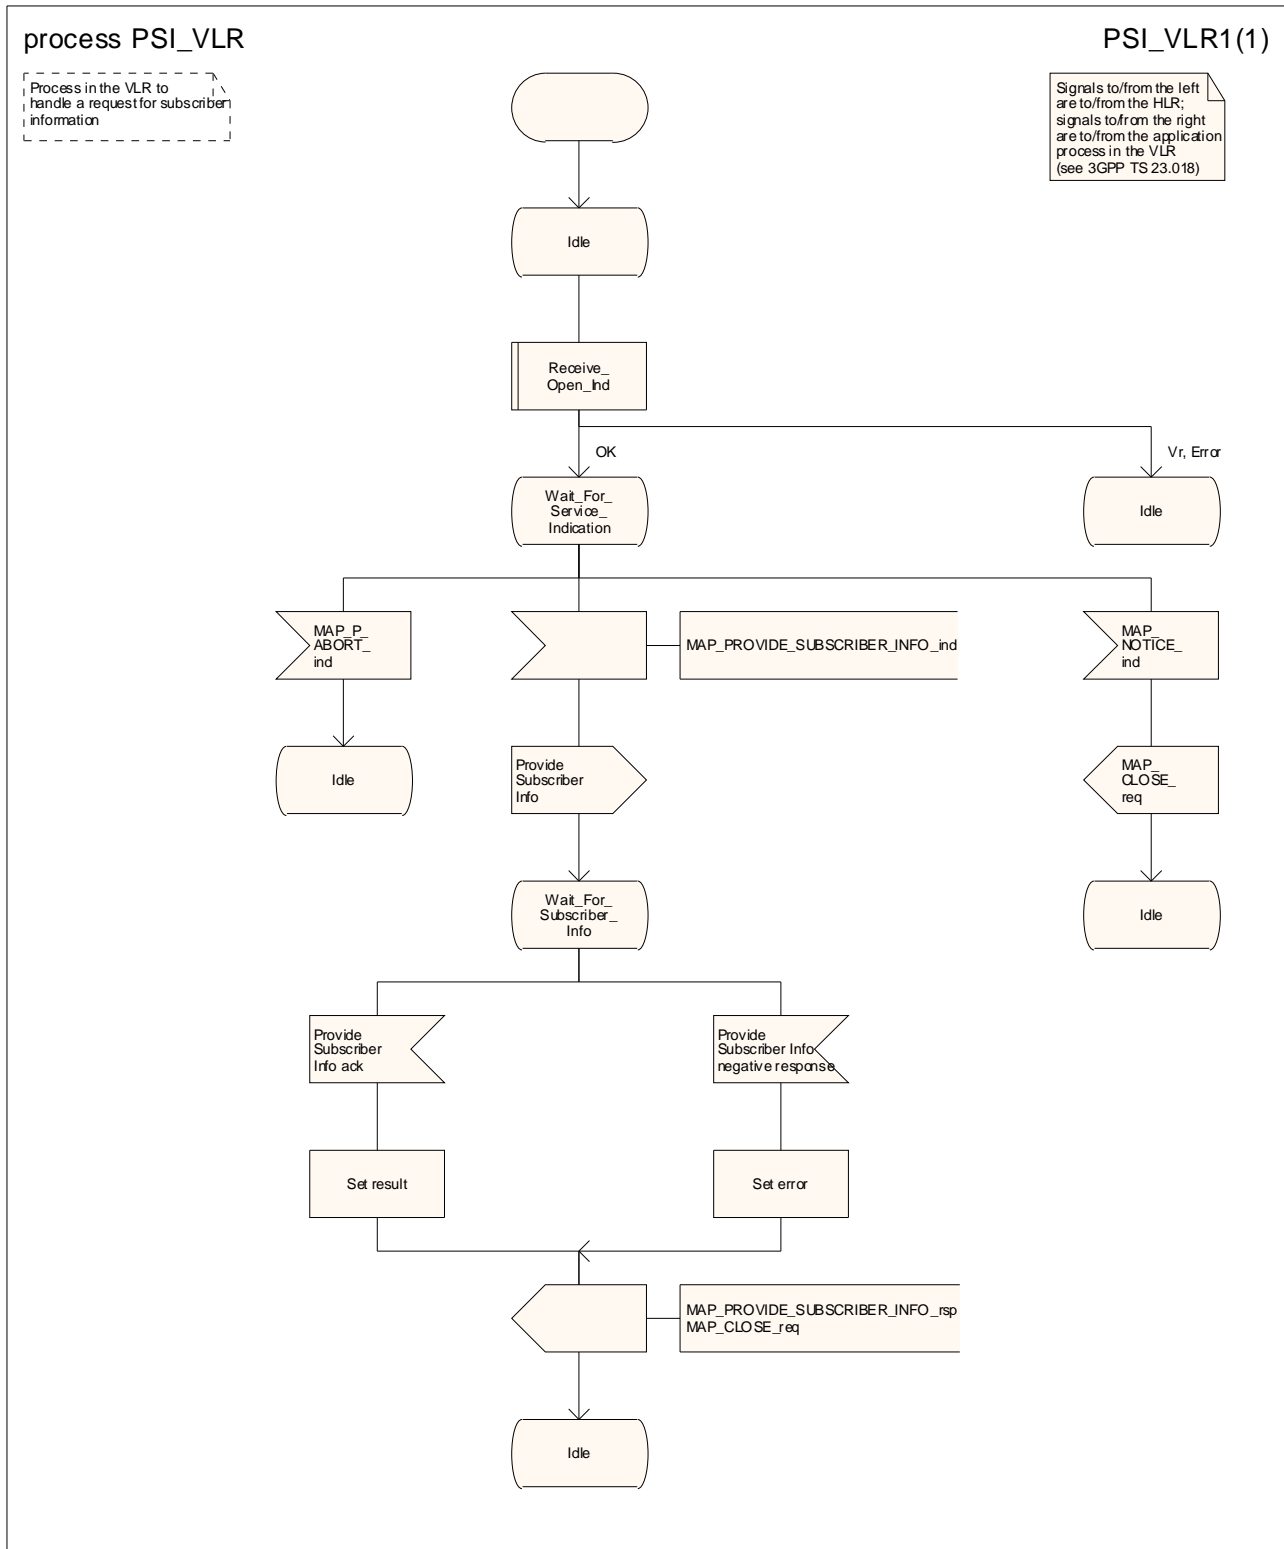 process PSI_VLR
PSI_VLR1(1)
Process in the VLR to
handle a request for subscriber
information
Signals to/from the left
are to/from the HLR;
signals to/from the right
are to/from the application
process in the VLR
(see 3GPP TS 23.018)
Idle
Receive_
Open_Ind
OK
Vr, Error
Wait_For_
Service_
Indication
Idle
MAP_P_
ABORT_
ind
MAP_PROVIDE_SUBSCRIBER_INFO_ind
MAP_
NOTICE_
ind
Idle
Provide
Subscriber
Info
MAP_
CLOSE_
req
Wait_For_
Subscriber_
Info
Idle
Provide
Subscriber
Info ack
Provide
Subscriber Info
negative response
Set result
Set error
MAP_PROVIDE_SUBSCRIBER_INFO_rsp
MAP_CLOSE_req
Idle